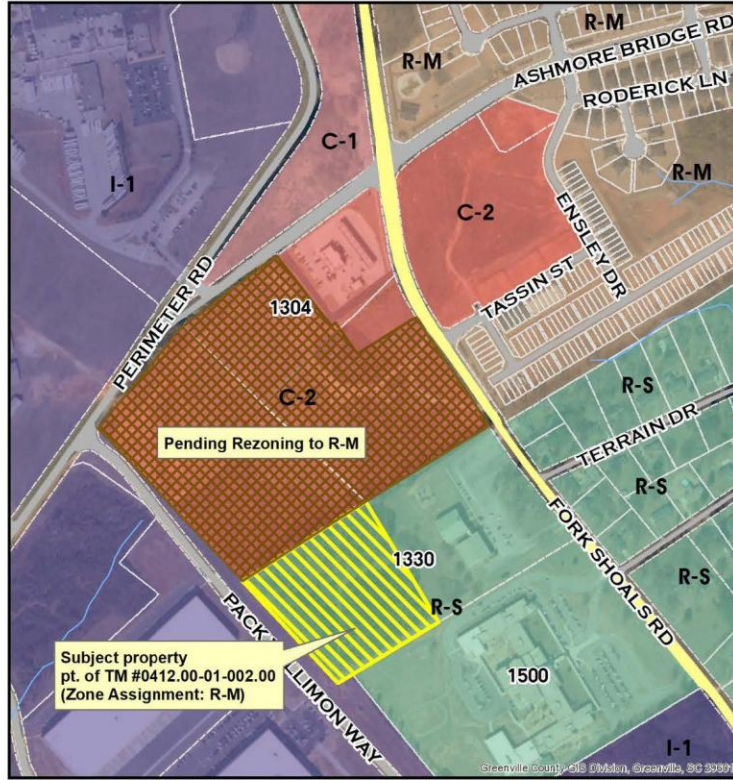 R-M
R-M
ASHMORE BRIDGE RD
RODERICK LN
C-1
I-1
R-M
C-2
ENSLEY DR
PERIMETER RD
TASSIN ST
1304
C-2
R-S
Pending Rezoning to R-M
TERRAIN DR
R-S
1330
FORK SHOALS RD
R-S
R-S
PACK
WAY
Subject property
pt. of TM #0412.00-01-002.00
(Zone Assignment: R-M)
1500
I-1
Greenville County GIS Division, Greenville, SC 29601